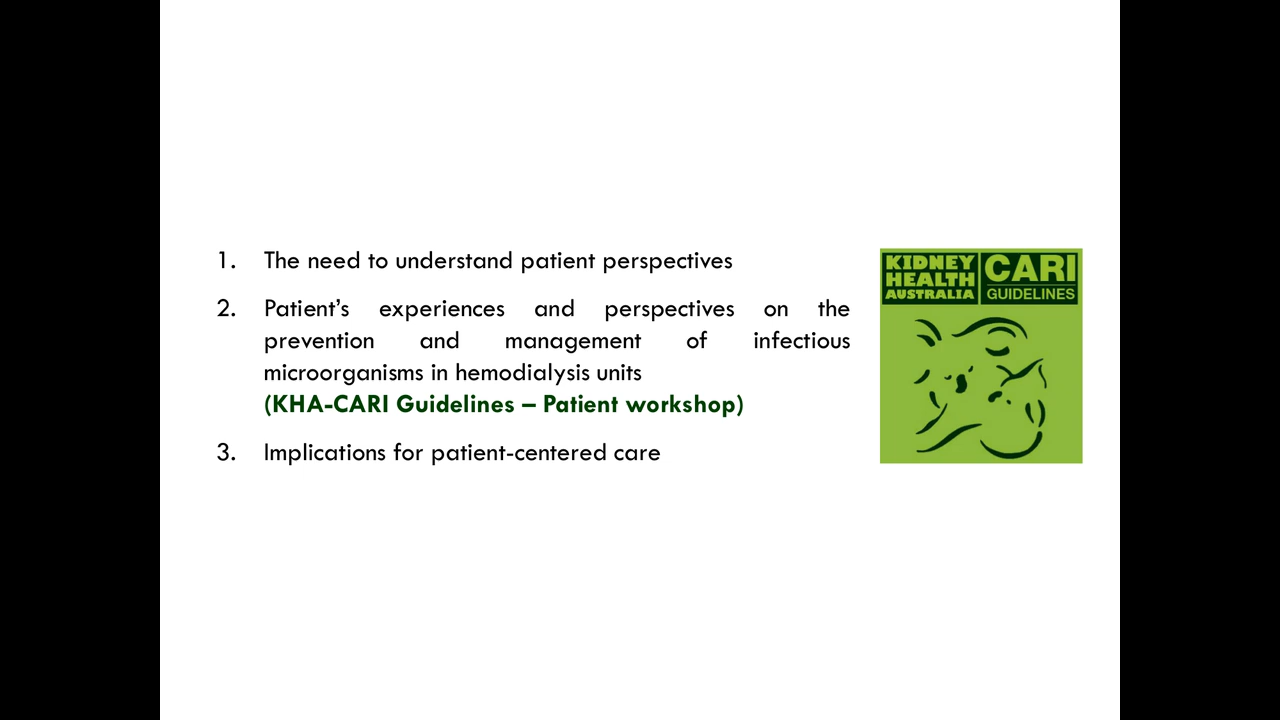 1. The need to understand patient perspectives
2. Patient’s experiences and perspectives on the
prevention and management of infectious
microorganisms in hemodialysis units
(KHA-CARI Guidelines – Patient workshop)
3. Implications for patient-centered care
KIDNEY
HEALTH
AUSTRALIA
CARI
GUIDELINES